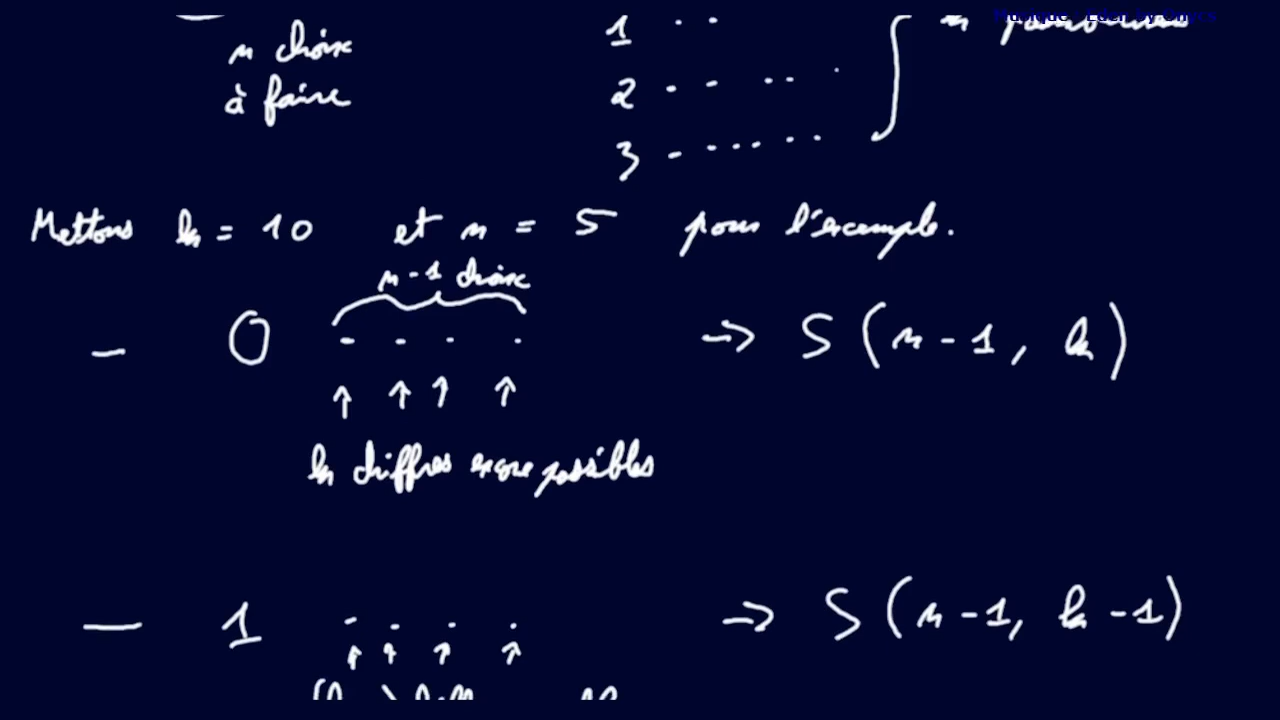 n choix
à faire
1 . .
2 . . . . .
3 . . . . . .
Mettons k = 10 et n = 5 pour l'exemple.
n - 1 choix
— 0 . . . . → S (n - 1, k)
↑ ↑ ↑ ↑
k chiffres encore possibles
— 1 . . . . → S (n - 1, k - 1)
↑ ↑ ↑ ↑